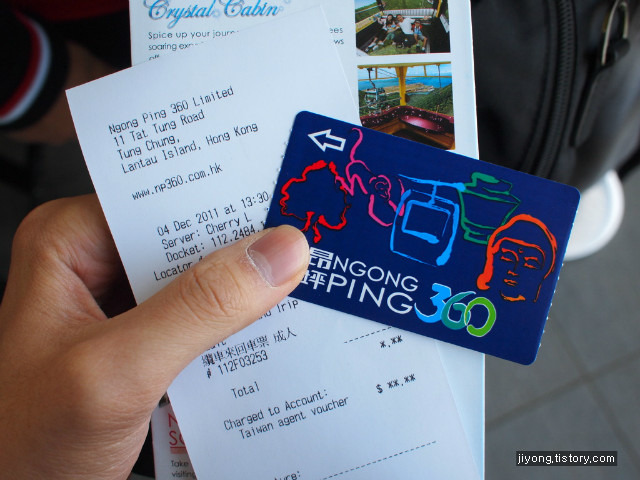 Crystal Cabin
Spice up your
soaring
Ngong Ping 360 Limited
11 Tat Tung Road
Tung Chung,
Lantau Island, Hong Kong
www.np360.com.hk
04 Dec 2011 at 13:30
Server: Cherry L
Docket: 112.2484
Locator
Trip
纜車來回車票 成人
# 112F03253
*.**
Total
$ **.**
Charged to Account:
Taiwan agent voucher
昂坪
NGONG
PING 360
Take
visiting
jiyong.tistory.com